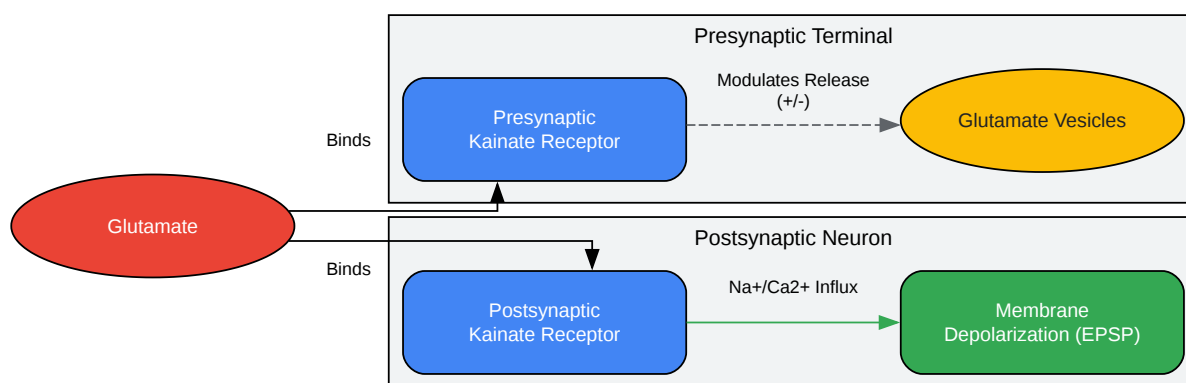 Presynaptic Terminal
Presynaptic
Kainate Receptor
Modulates Release
(+/-)
Glutamate Vesicles
Binds
Glutamate
Binds
Postsynaptic Neuron
Postsynaptic
Kainate Receptor
Na+/Ca2+ Influx
Membrane
Depolarization (EPSP)